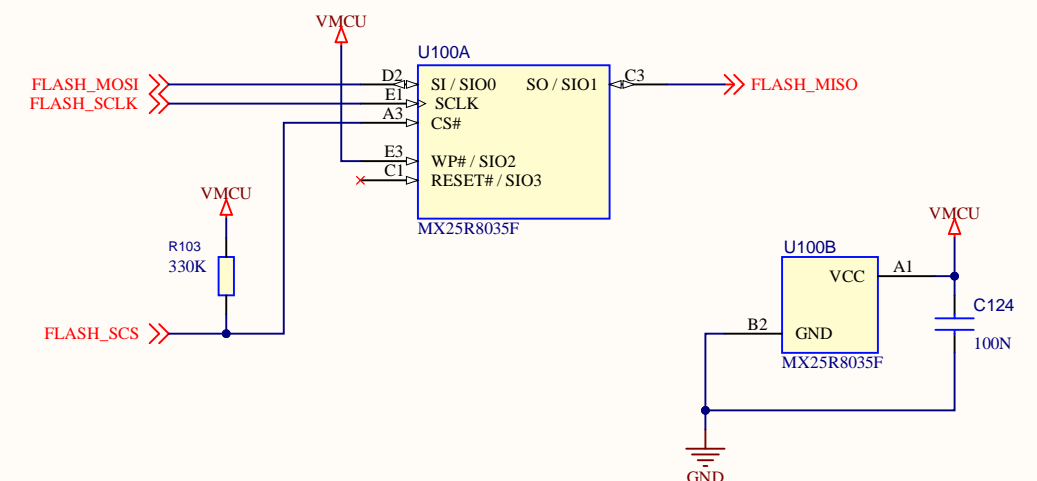 VMCU
U100A
FLASH_MOSI D2 SI / SIO0 SO / SIO1 C3 FLASH_MISO
FLASH_SCLK E1 SCLK
A3 CS#
E3 WP# / SIO2
C1 RESET# / SIO3
MX25R8035F
VMCU
R103
330K
FLASH_SCS
VMCU
U100B
VCC A1
B2 GND
MX25R8035F
C124
100N
GND